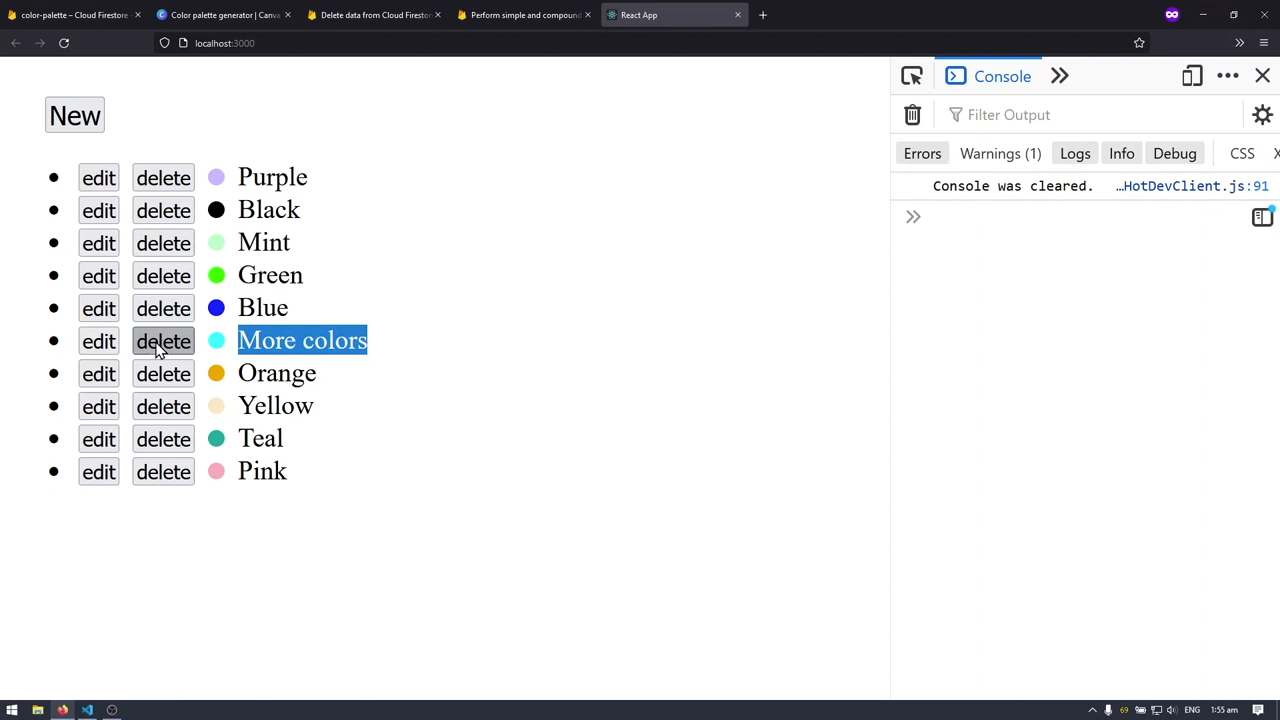 color-palette – Cloud Firestore
Color palette generator | Canva
Delete data from Cloud Firestore
Perform simple and compound
React App
localhost:3000
New
edit delete Purple
edit delete Black
edit delete Mint
edit delete Green
edit delete Blue
edit delete More colors
edit delete Orange
edit delete Yellow
edit delete Teal
edit delete Pink
Console
Filter Output
Errors Warnings (1) Logs Info Debug CSS X
Console was cleared. …HotDevClient.js:91
69 ENG 1:55 am